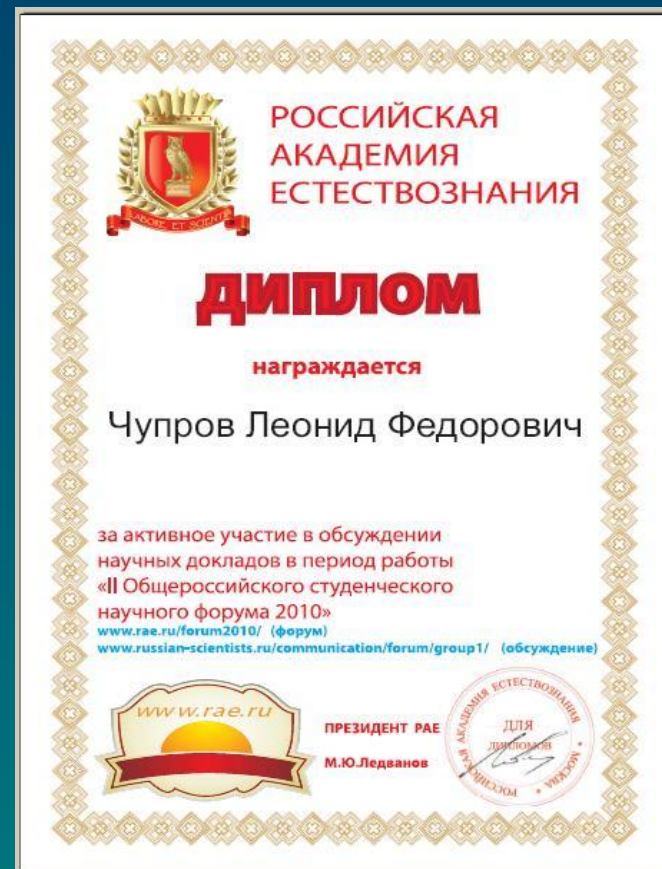 РОССИЙСКАЯ
АКАДЕМИЯ
ЕСТЕСТВОЗНАНИЯ
LABORE ET SCIENTIA
ДИПЛОМ
награждается
Чупров Леонид Федорович
за активное участие в обсуждении
научных докладов в период работы
«II Общероссийского студенческого
научного форума 2010»
www.rae.ru/forum2010/ (форум)
www.russian-scientists.ru/communication/forum/group1/ (обсуждение)
www.rae.ru
ПРЕЗИДЕНТ РАЕ
М.Ю.Ледванов
РОССИЙСКАЯ АКАДЕМИЯ ЕСТЕСТВОЗНАНИЯ * МОСКВА *
ДЛЯ
ДИПЛОМОВ